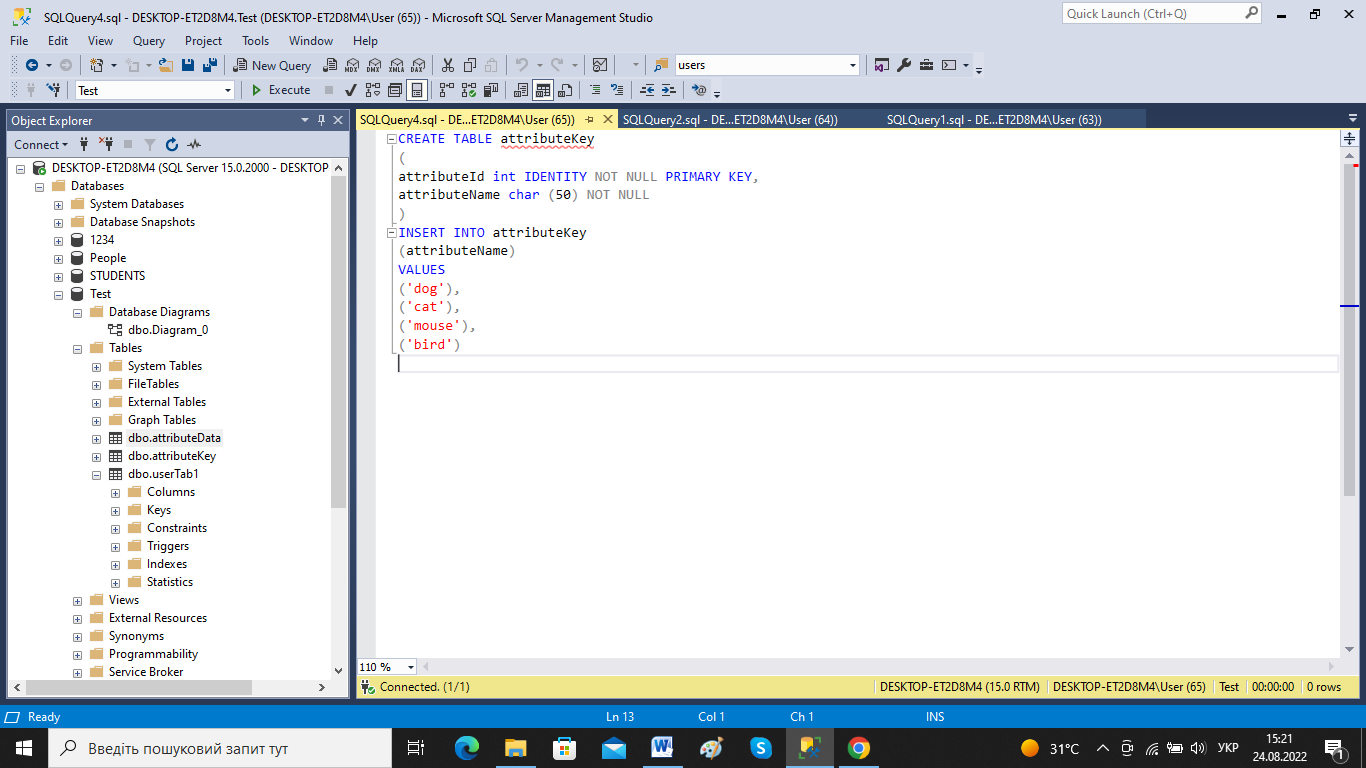 SQLQuery4.sql - DESKTOP-ET2D8M4.Test (DESKTOP-ET2D8M4\User (65)) - Microsoft SQL Server Management Studio
Quick Launch (Ctrl+Q)
File Edit View Query Project Tools Window Help
New Query MDX DMX XMLA DAX users
Test Execute
Object Explorer
SQLQuery4.sql - DE...ET2D8M4\User (65)) SQLQuery2.sql - DE...ET2D8M4\User (64)) SQLQuery1.sql - DE...ET2D8M4\User (63))
Connect
DESKTOP-ET2D8M4 (SQL Server 15.0.2000 - DESKTOP
Databases
System Databases
Database Snapshots
1234
People
STUDENTS
Test
Database Diagrams
dbo.Diagram_0
Tables
System Tables
FileTables
External Tables
Graph Tables
dbo.attributeData
dbo.attributeKey
dbo.userTab1
Columns
Keys
Constraints
Triggers
Indexes
Statistics
Views
External Resources
Synonyms
Programmability
Service Broker
CREATE TABLE attributeKey
(
attributeId int IDENTITY NOT NULL PRIMARY KEY,
attributeName char (50) NOT NULL
)
INSERT INTO attributeKey
(attributeName)
VALUES
('dog'),
('cat'),
('mouse'),
('bird')
110 %
Connected. (1/1) DESKTOP-ET2D8M4 (15.0 RTM) DESKTOP-ET2D8M4\User (65) Test 00:00:00 0 rows
Ready Ln 13 Col 1 Ch 1 INS
Введіть пошуковий запит тут
31°C УКР
15:21
24.08.2022
1